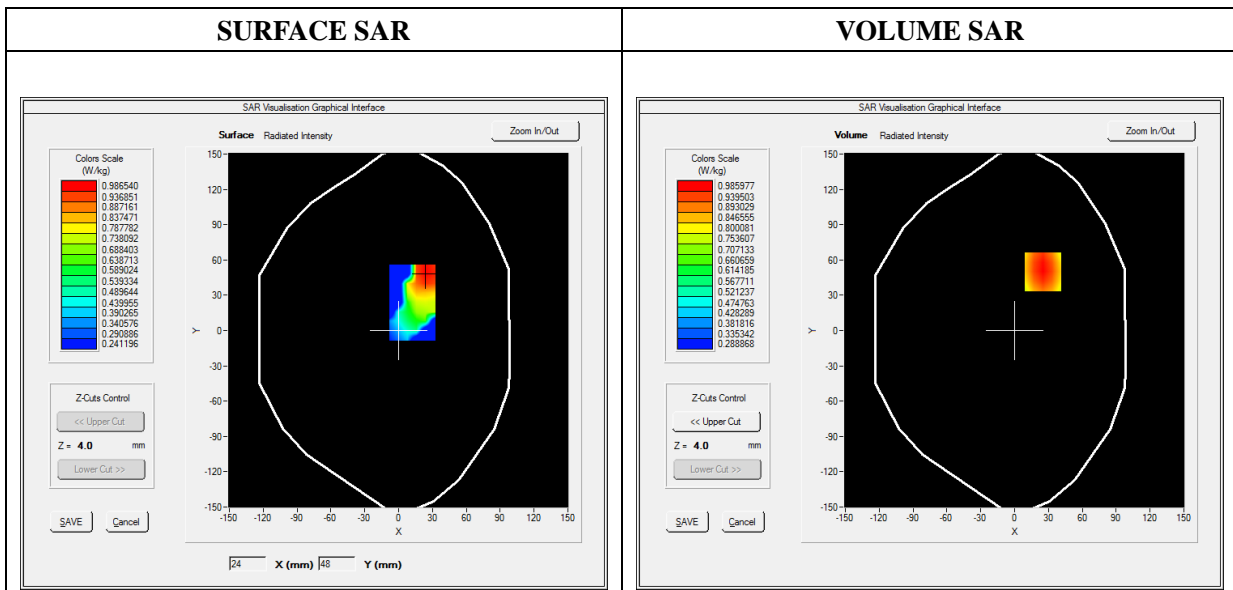 SURFACE SAR
VOLUME SAR
SAR Visualisation Graphical Interface
Surface Radiated Intensity
Zoom In/Out
Colors Scale
(W/kg)
0.986540
0.936851
0.887161
0.837471
0.787782
0.738092
0.688403
0.638713
0.589024
0.539334
0.489644
0.439955
0.390265
0.340576
0.290886
0.241196
Z-Cuts Control
<< Upper Cut
Z = 4.0 mm
Lower Cut >>
SAVE Cancel
150
120
90
60
30
0
-30
-60
-90
-120
-150
Y
-150 -120 -90 -60 -30 0 30 60 90 120 150
X
24 X (mm) 48 Y (mm)
SAR Visualisation Graphical Interface
Volume Radiated Intensity
Zoom In/Out
Colors Scale
(W/kg)
0.985977
0.939503
0.893029
0.846555
0.800081
0.753607
0.707133
0.660659
0.614185
0.567711
0.521237
0.474763
0.428289
0.381816
0.335342
0.288868
Z-Cuts Control
<< Upper Cut
Z = 4.0 mm
Lower Cut >>
SAVE Cancel
150
120
90
60
30
0
-30
-60
-90
-120
-150
Y
-150 -120 -90 -60 -30 0 30 60 90 120 150
X